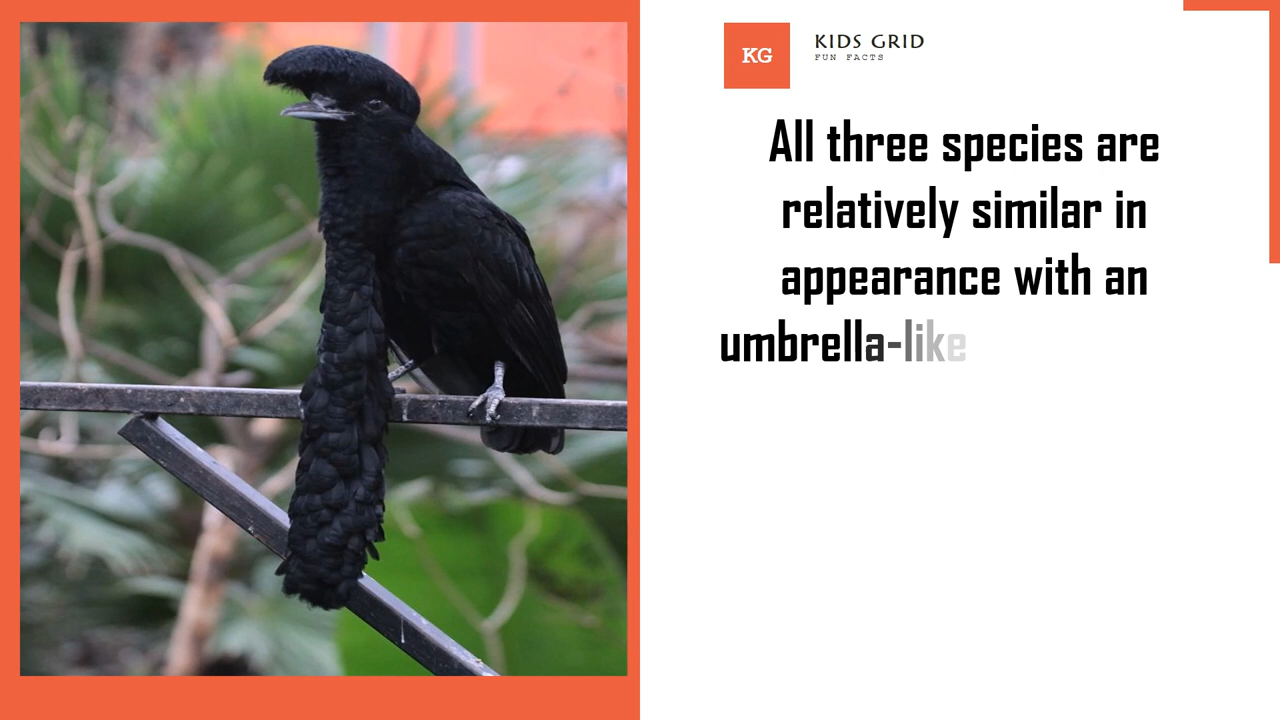 KG
KIDS GRID
FUN FACTS
All three species are
relatively similar in
appearance with an
umbrella-like